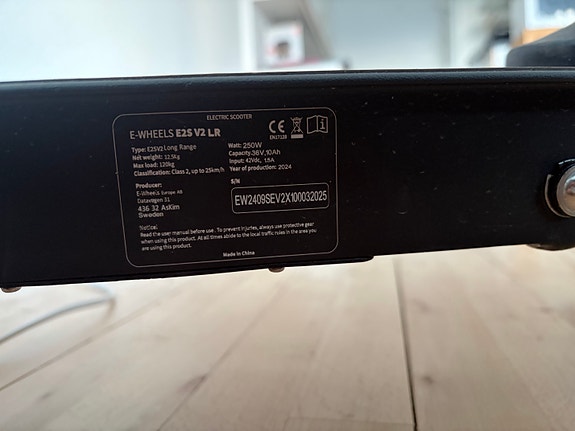 ELECTRIC SCOOTER
E-WHEELS E2S V2 LR
Type: E2SV2 Long Range
Net weight: 12.5Kg
Max load: 120kg
Classification: Class 2, up to 25km/h
CE
EN17128
Watt: 250W
Capacity: 36V, 10Ah
Input: 42Vdc, 1.5A
Year of production: 2024
Producer:
E-Wheels Europe AB
Datavägen 31
436 32 Askim
Sweden
S/N
EW2409SEV2X100032025
Notice:
Read the user manual before use. To prevent injuries, always use protective gear
when using this product. At all times abide to the local traffic rules in the area you
are using this product.
Made in China